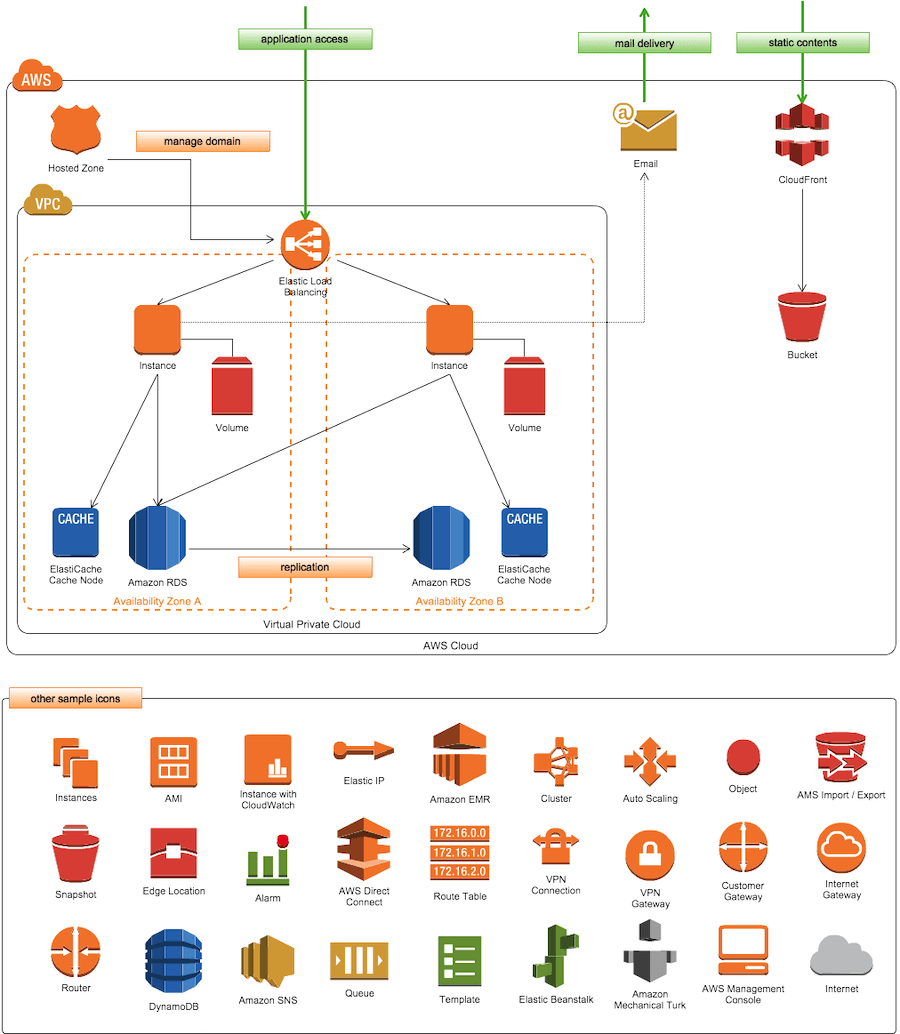 application access
mail delivery
static contents
AWS
Hosted Zone
manage domain
@
Email
CloudFront
VPC
Elastic Load
Balancing
Instance
Instance
Bucket
Volume
Volume
CACHE
CACHE
ElastiCache
Cache Node
Amazon RDS
replication
Amazon RDS
ElastiCache
Cache Node
Availability Zone A
Availability Zone B
Virtual Private Cloud
AWS Cloud
other sample icons
Instances
AMI
Instance with
CloudWatch
Elastic IP
Amazon EMR
Cluster
Auto Scaling
Object
AMS Import / Export
Snapshot
Edge Location
Alarm
AWS Direct
Connect
172.16.0.0
172.16.1.0
172.16.2.0
Route Table
VPN
Connection
VPN
Gateway
Customer
Gateway
Internet
Gateway
Router
DynamoDB
Amazon SNS
Queue
Template
Elastic Beanstalk
Amazon
Mechanical Turk
AWS Management
Console
Internet